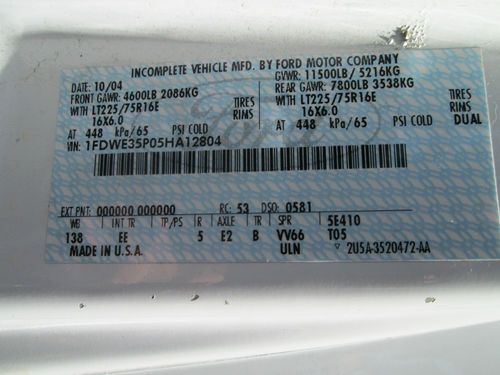 INCOMPLETE VEHICLE MFD. BY FORD MOTOR COMPANY
DATE: 10/04 GVWR: 11500LB / 5216KG
FRONT GAWR: 4600LB 2086KG REAR GAWR: 7800LB 3538KG
WITH LT225/75R16E TIRES WITH LT225/75R16E TIRES
16X6.0 RIMS 16X6.0 RIMS
AT 448 kPa/65 PSI COLD AT 448 kPa/65 PSI COLD DUAL
VIN: 1FDWE35P05HA12804
EXT PNT: 000000 000000 RC: 53 DSO: 0581
WB INT TR TP/PS R AXLE TR SPR 5E410
138 EE 5 E2 B VV66 T05
MADE IN U.S.A. ULN 2U5A-3520472-AA